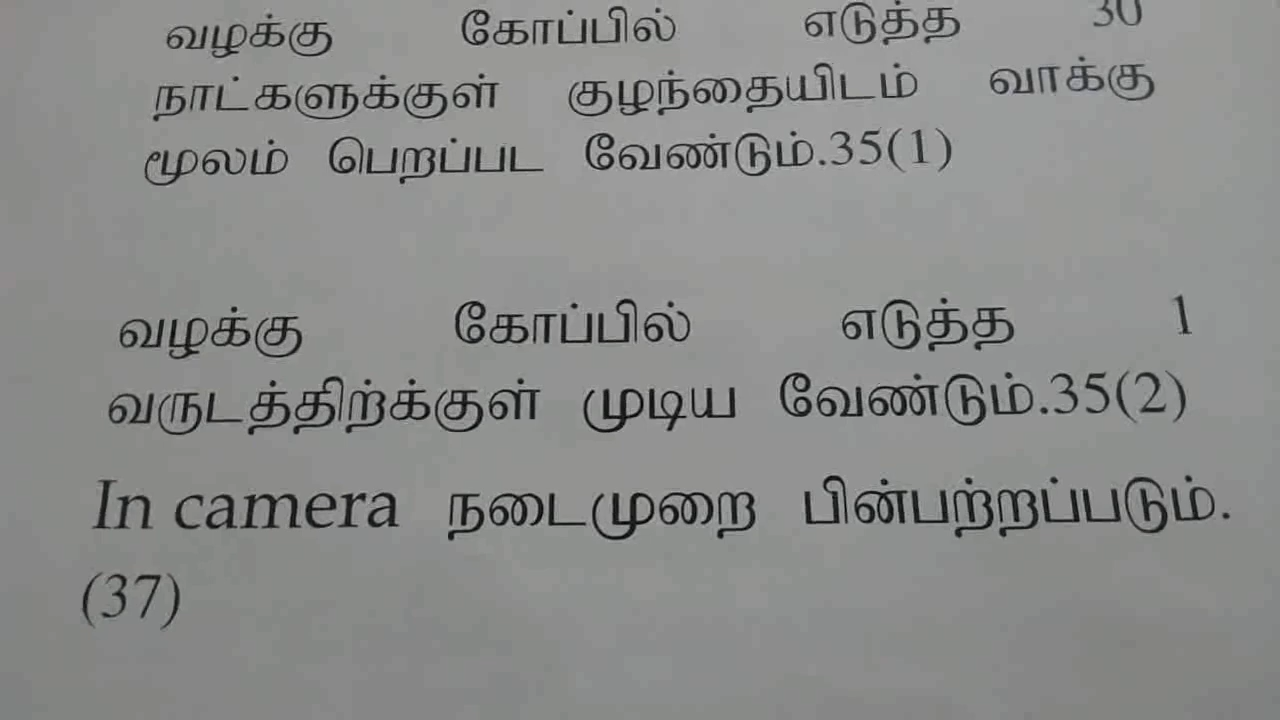 வழக்கு கோப்பில் எடுத்த 30
நாட்களுக்குள் குழந்தையிடம் வாக்கு
மூலம் பெறப்பட வேண்டும்.35(1)
வழக்கு கோப்பில் எடுத்த 1
வருடத்திற்க்குள் முடிய வேண்டும்.35(2)
In camera நடைமுறை பின்பற்றப்படும்.
(37)